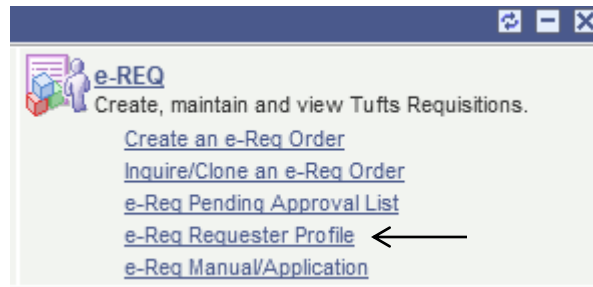 e-REQ
Create, maintain and view Tufts Requisitions.
Create an e-Req Order
Inquire/Clone an e-Req Order
e-Req Pending Approval List
e-Req Requester Profile
e-Req Manual/Application